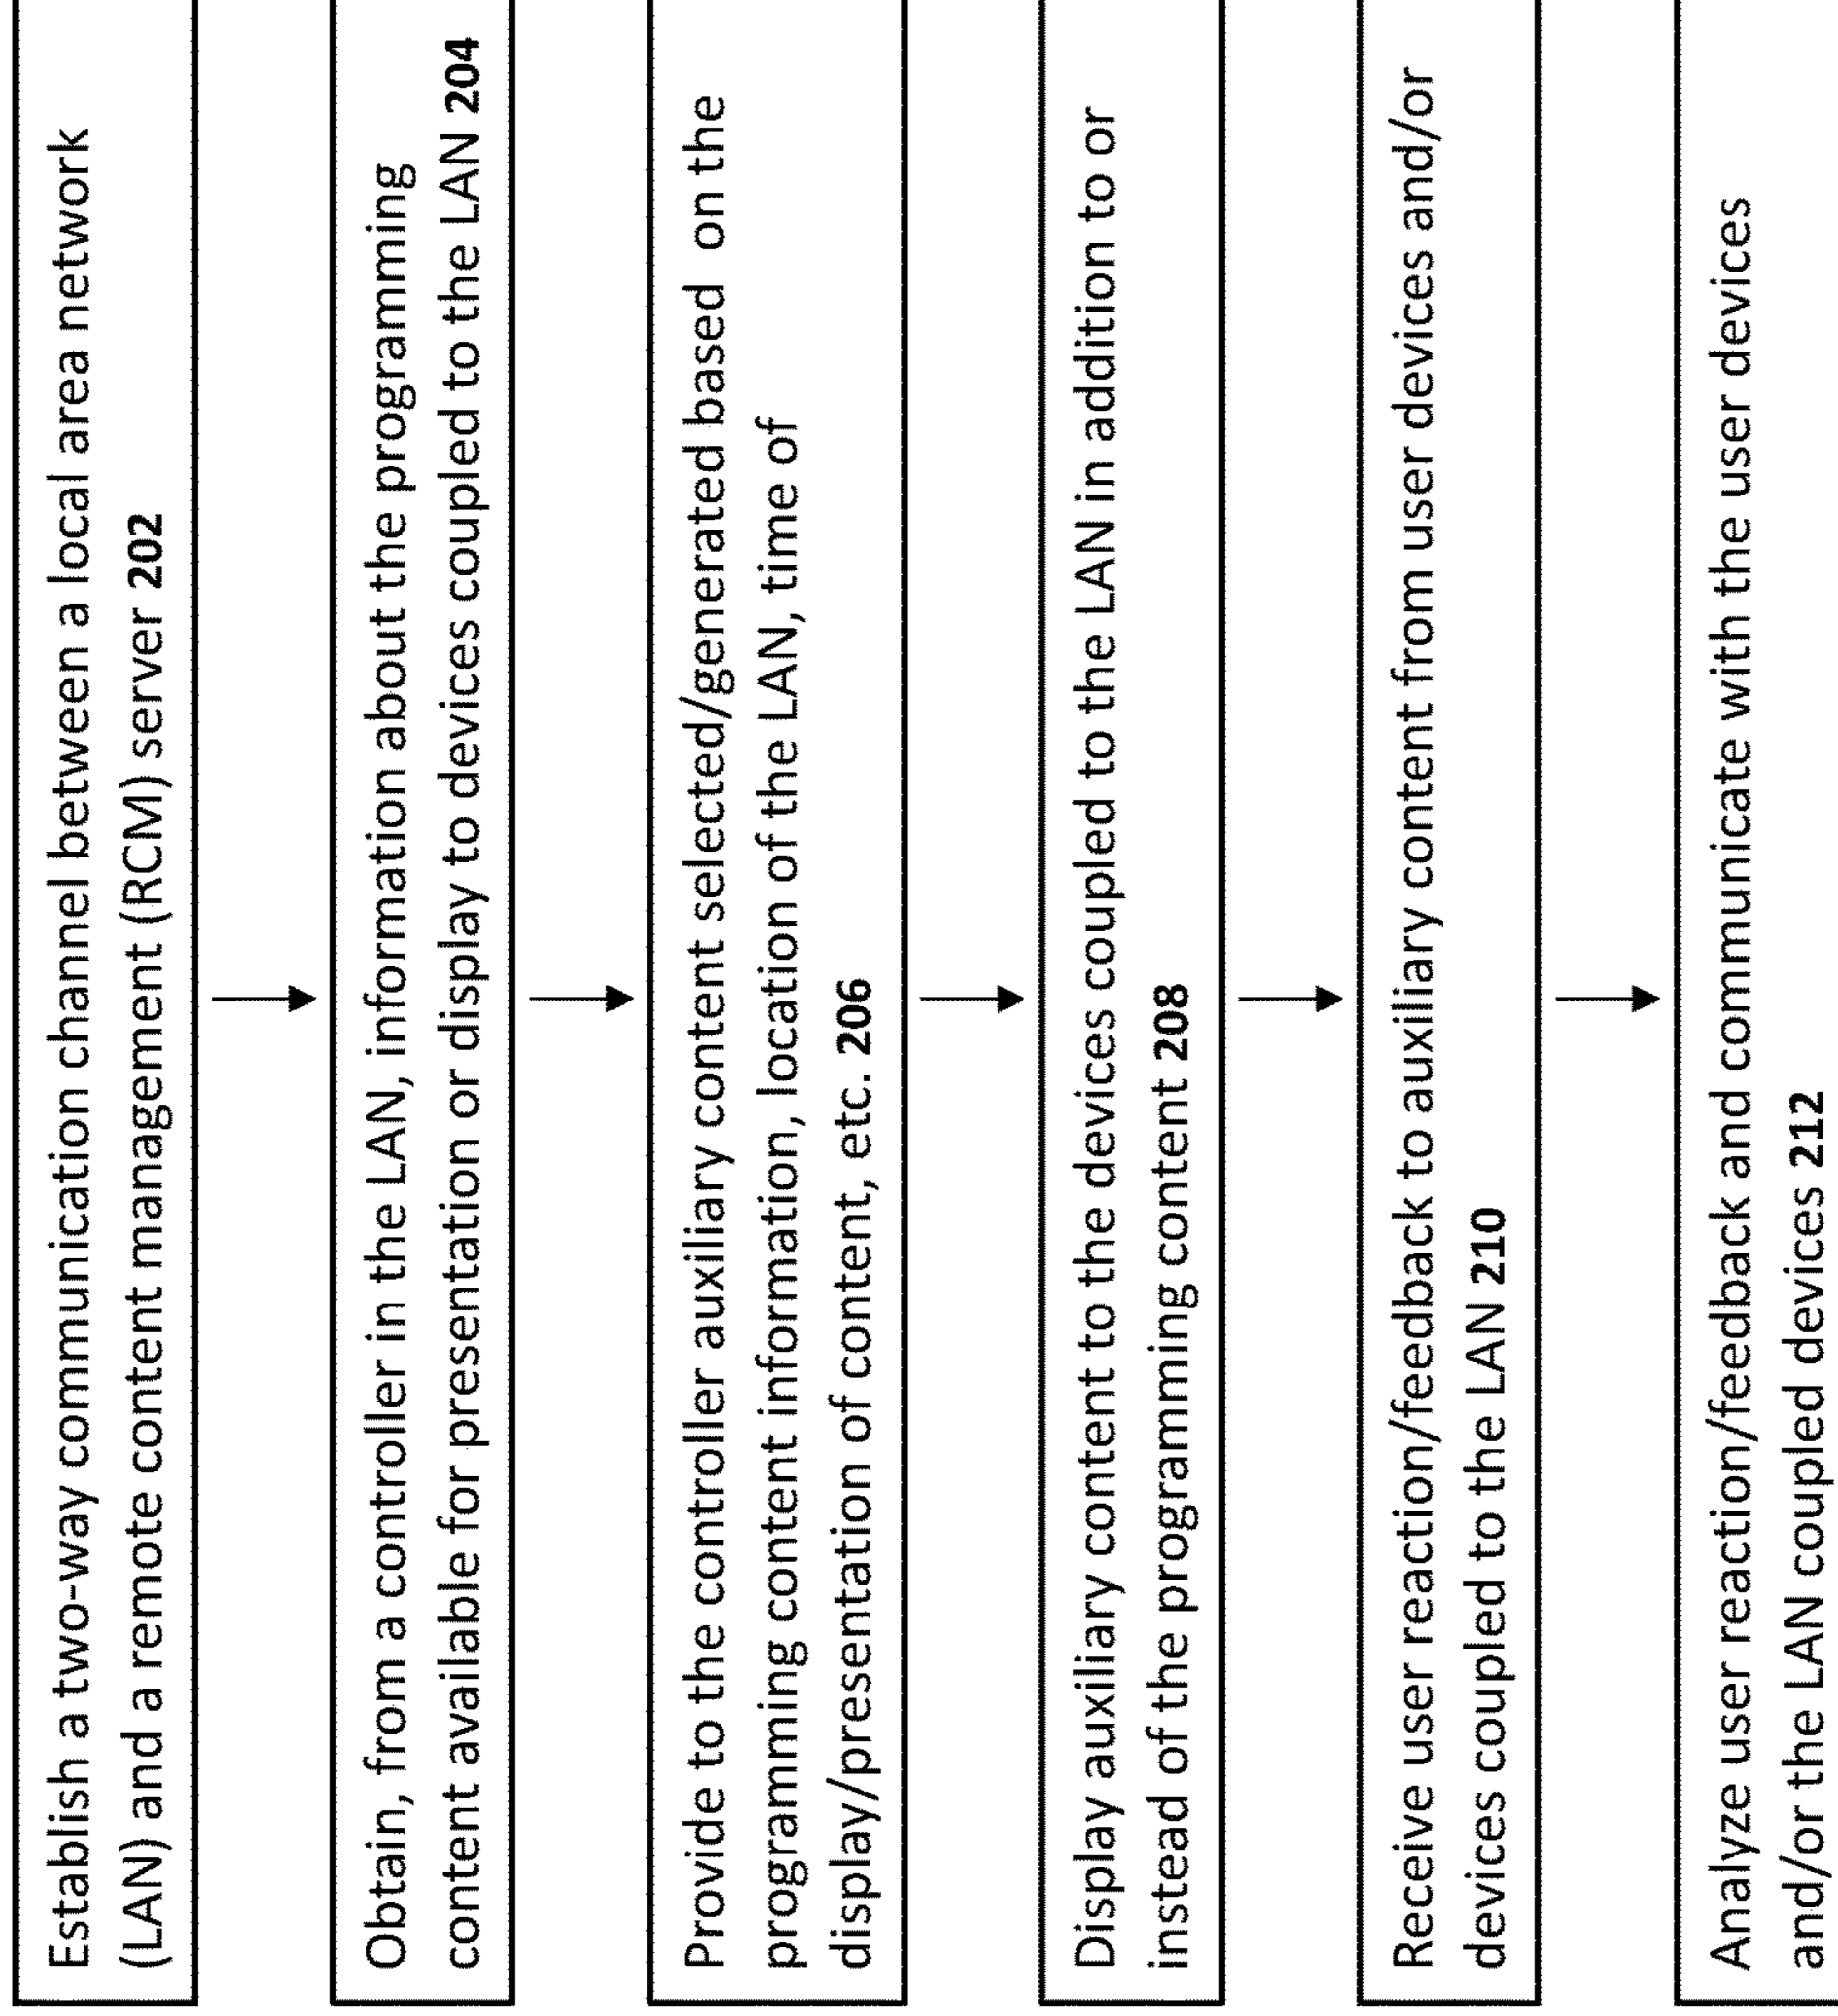 Establish a two-way communication channel between a local area network
(LAN) and a remote content management (RCM) server 202
Obtain, from a controller in the LAN, information about the programming
content available for presentation or display to devices coupled to the LAN 204
Provide to the controller auxiliary content selected/generated based on the
programming content information, location of the LAN, time of
display/presentation of content, etc. 206
Display auxiliary content to the devices coupled to the LAN in addition to or
instead of the programming content 208
Receive user reaction/feedback to auxiliary content from user devices and/or
devices coupled to the LAN 210
Analyze user reaction/feedback and communicate with the user devices
and/or the LAN coupled devices 212